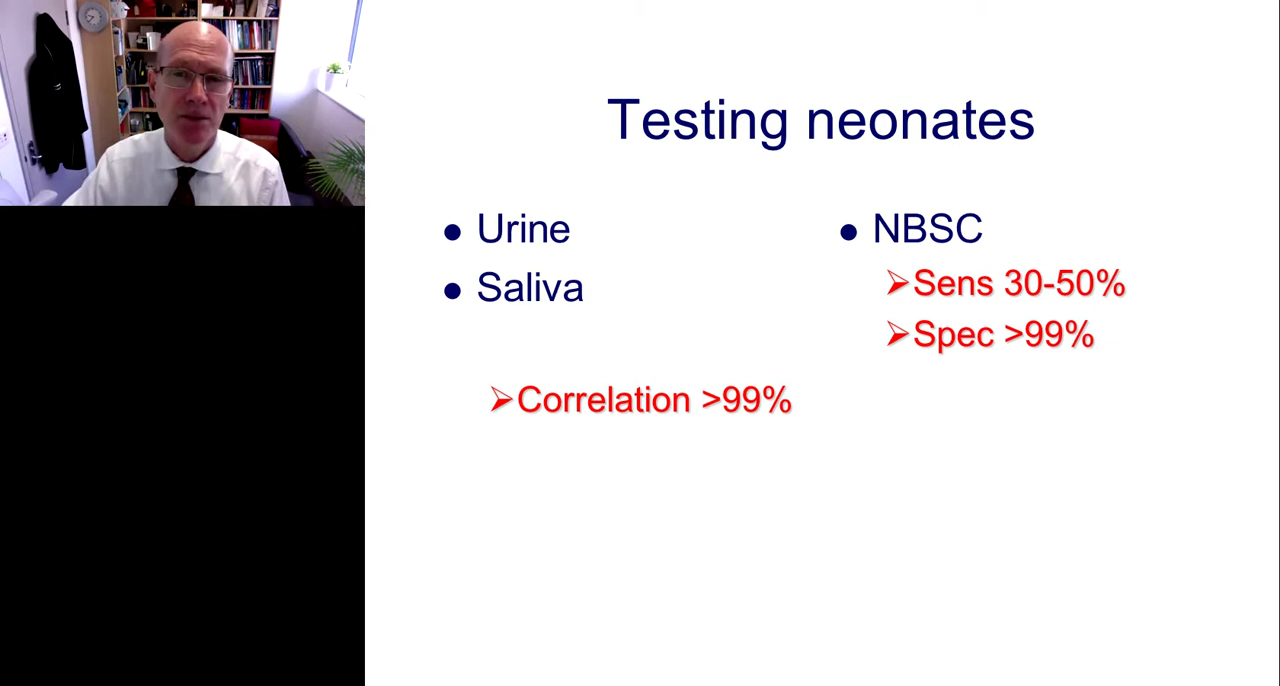 Testing neonates
Urine
Saliva
Correlation >99%
NBSC
Sens 30-50%
Spec >99%